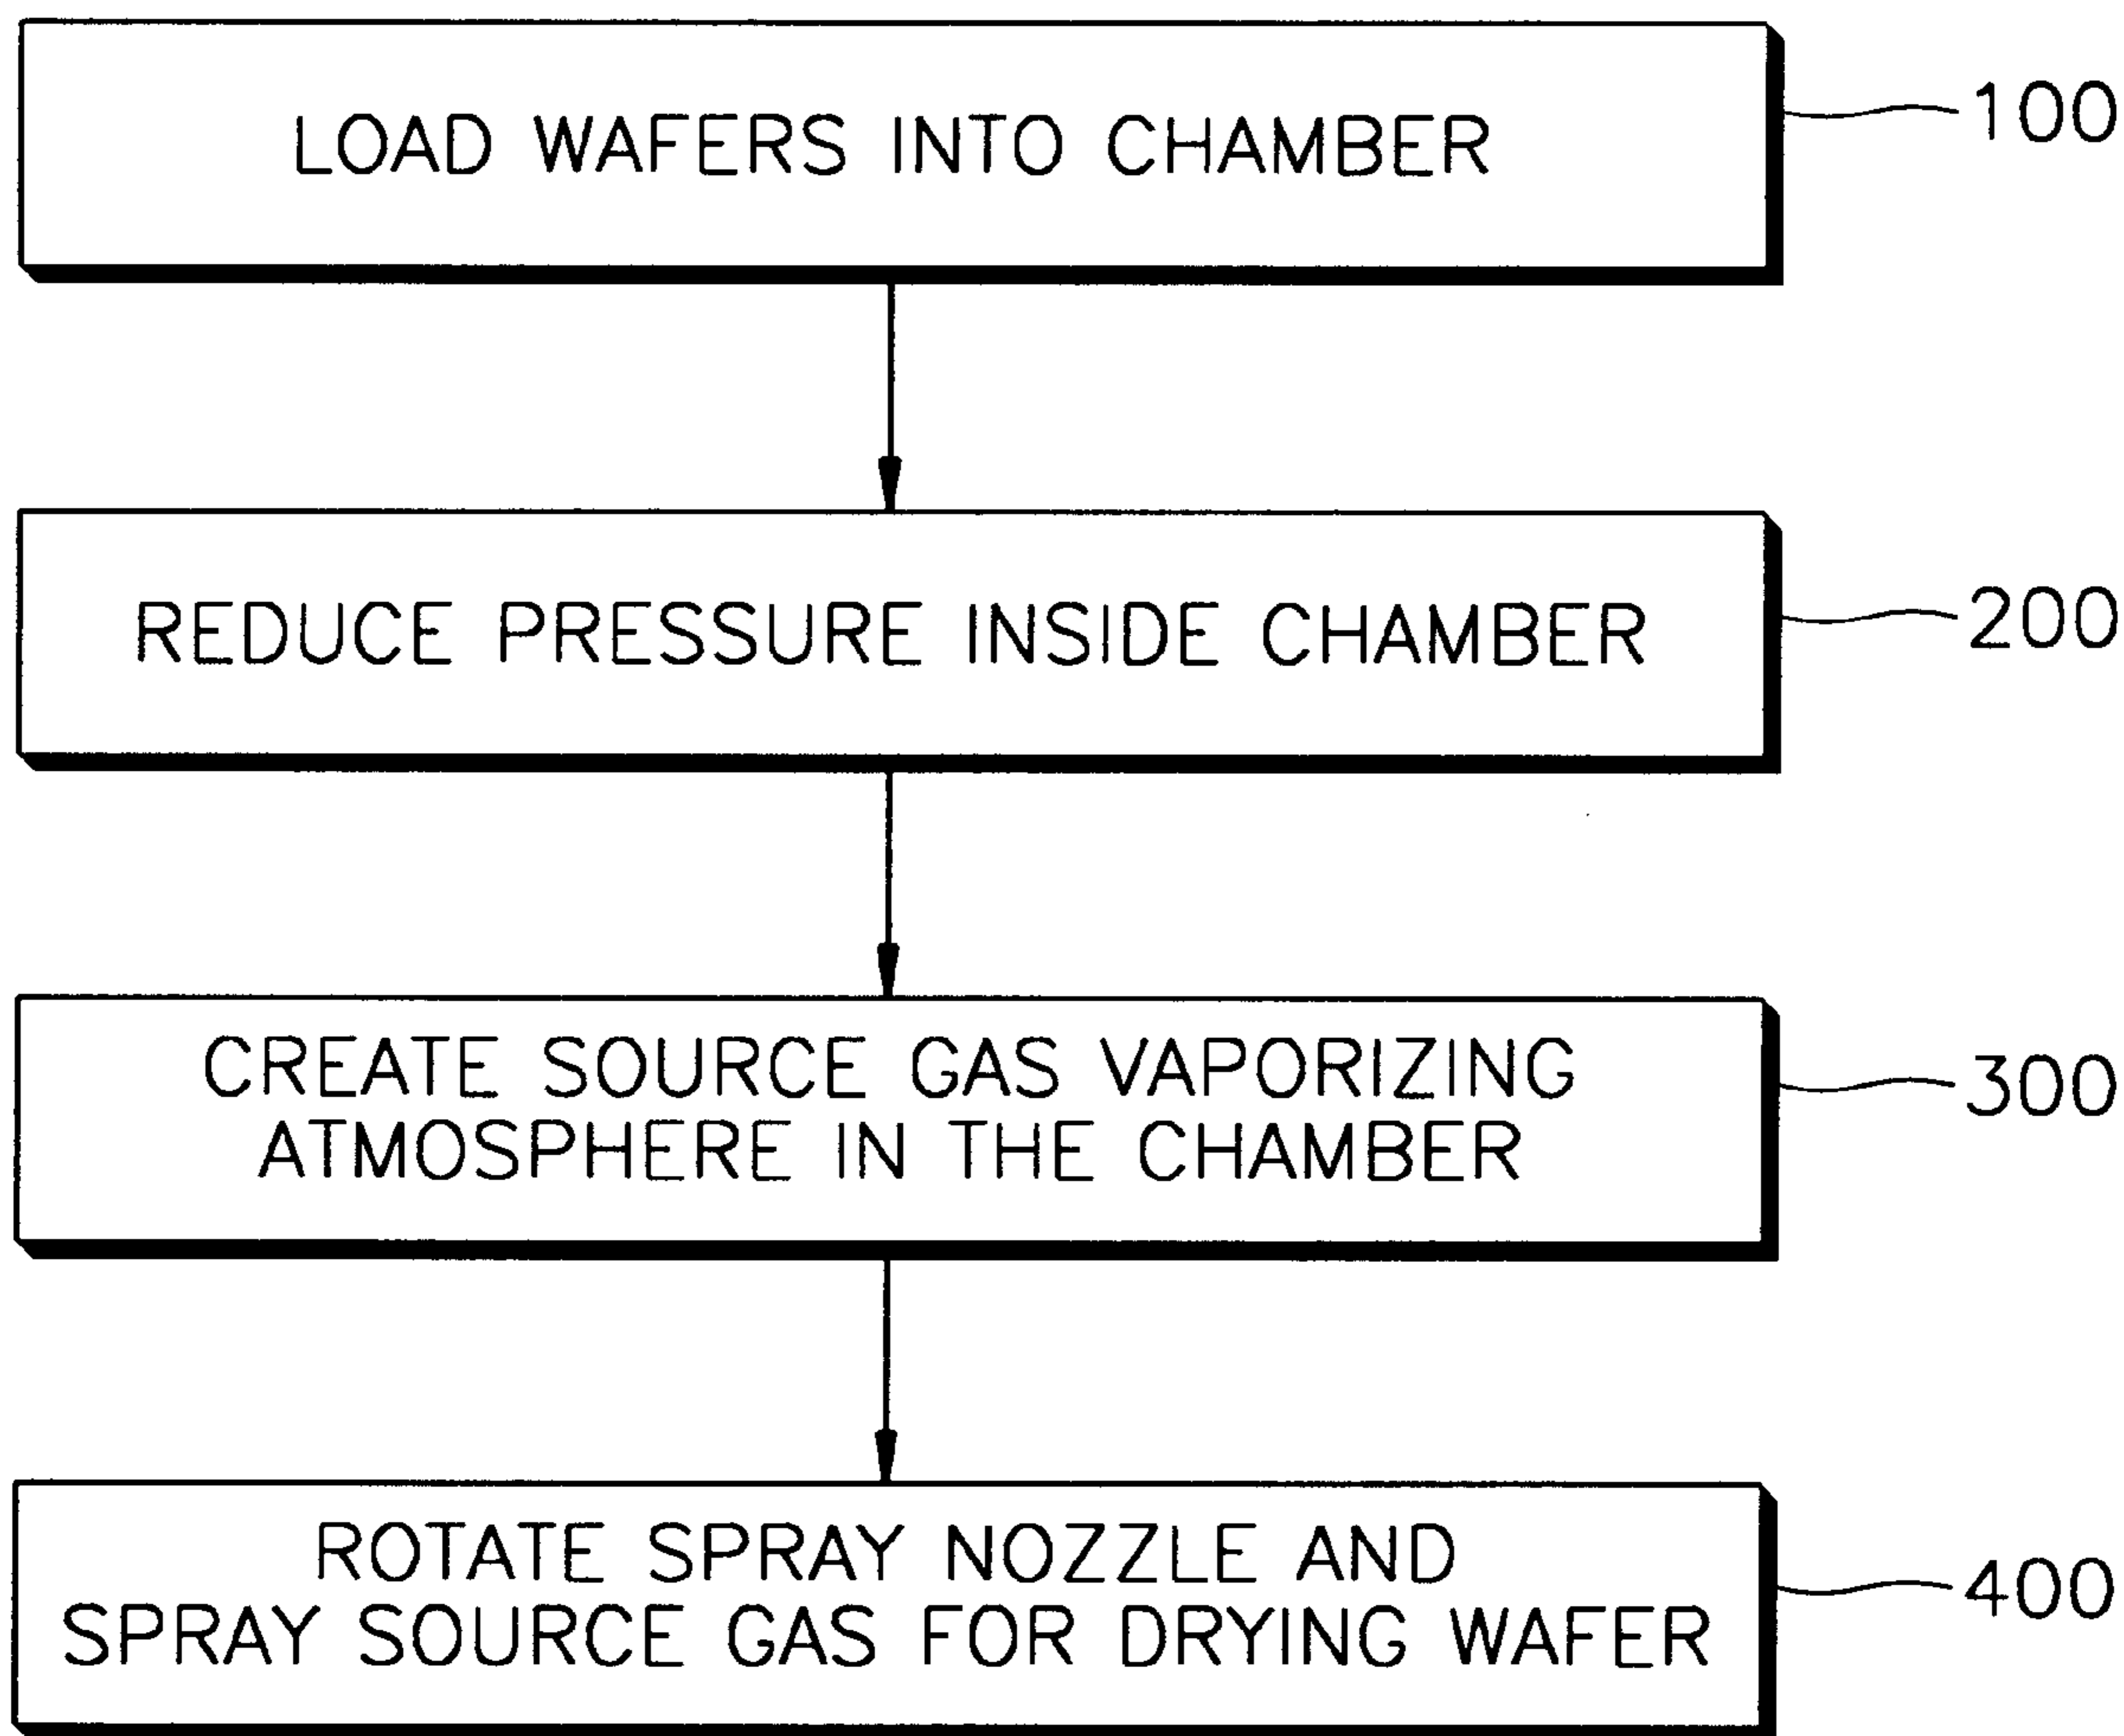 LOAD WAFERS INTO CHAMBER
100
REDUCE PRESSURE INSIDE CHAMBER
200
CREATE SOURCE GAS VAPORIZING
ATMOSPHERE IN THE CHAMBER
300
ROTATE SPRAY NOZZLE AND
SPRAY SOURCE GAS FOR DRYING WAFER
400